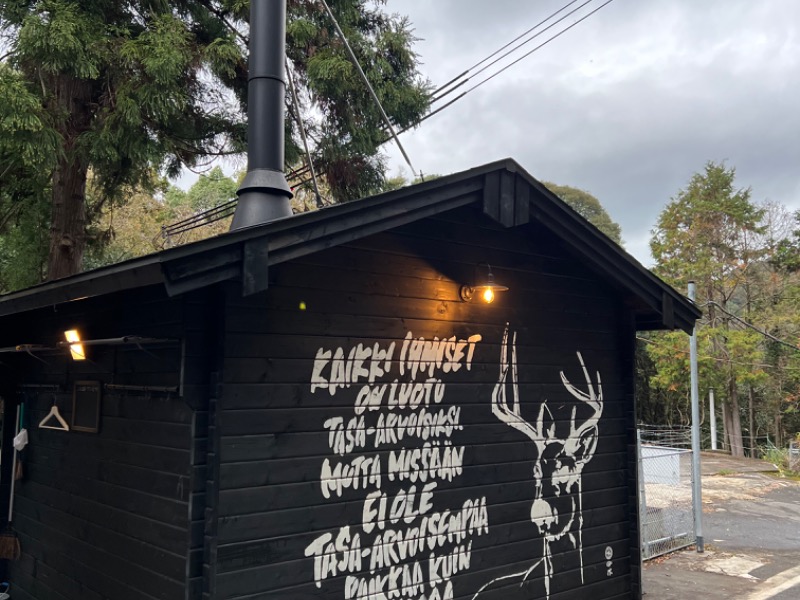 KAIKKI IHMISET
ON LUOTU
TASA-ARVOISIKSI.
MUTTA MISSÄÄN
EI OLE
TASA-ARVOISEMPAA
PAIKKAA KUIN